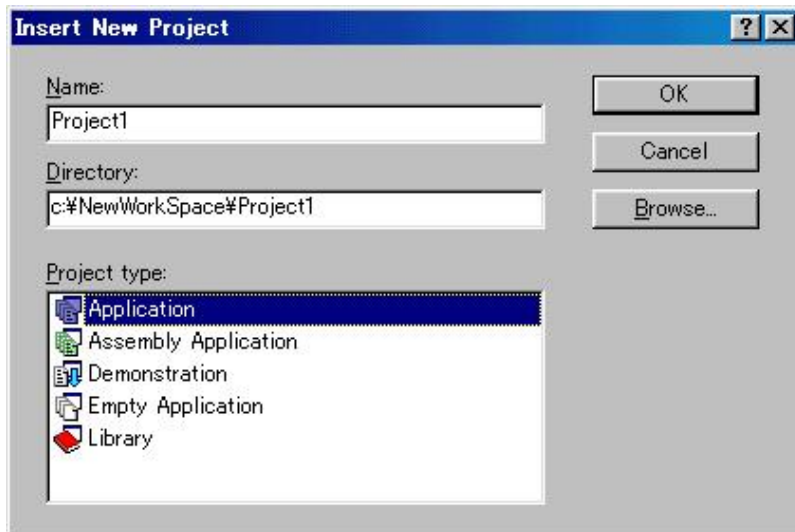 Insert New Project
Name:
Project1
OK
Directory:
Cancel
c:¥NewWorkSpace¥Project1
Browse...
Project type:
Application
Assembly Application
Demonstration
Empty Application
Library